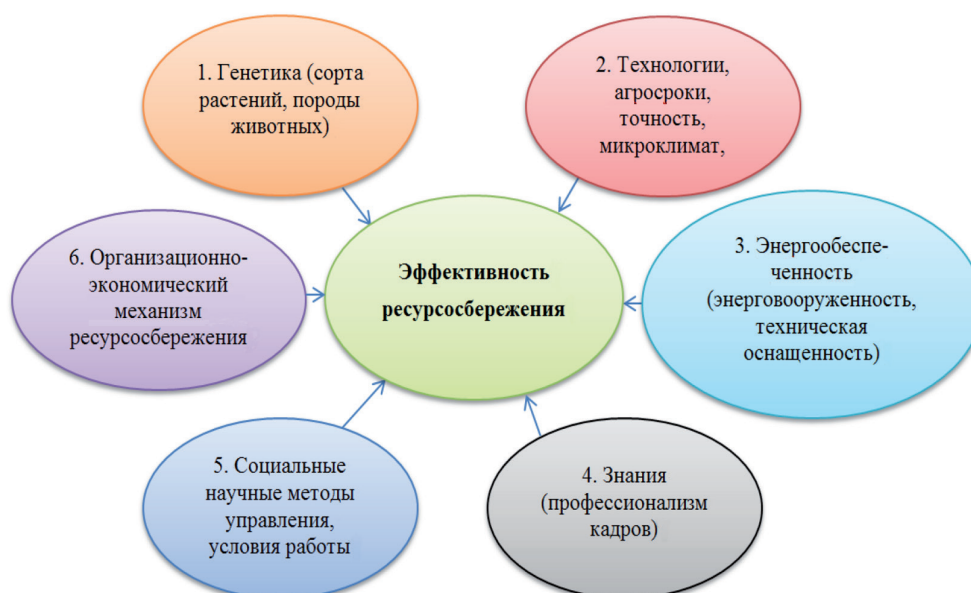 1. Генетика (сорта
растений, породы
животных)
2. Технологии,
агросроки,
точность,
микроклимат,
3. Энергообеспе-
ченность
(энерговооруженность,
техническая
оснащенность)
4. Знания
(профессионализм
кадров)
5. Социальные
научные методы
управления,
условия работы
6. Организационно-
экономический
механизм
ресурсосбережения
Эффективность
ресурсосбережения